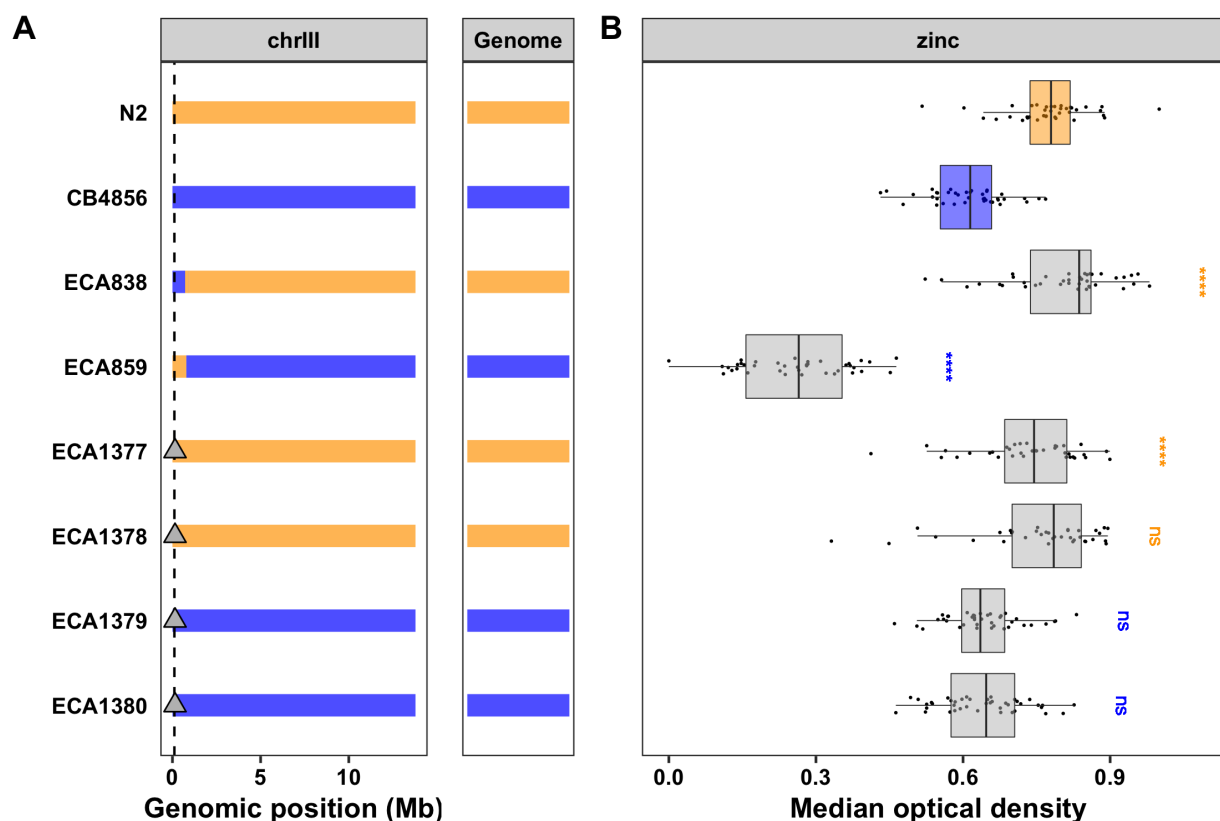 A
B
chrIII
Genome
zinc
N2
CB4856
ECA838
****
ECA859
****
ECA1377
****
ECA1378
ns
ECA1379
ns
ECA1380
ns
0
5
10
0.0
0.3
0.6
0.9
Genomic position (Mb)
Median optical density